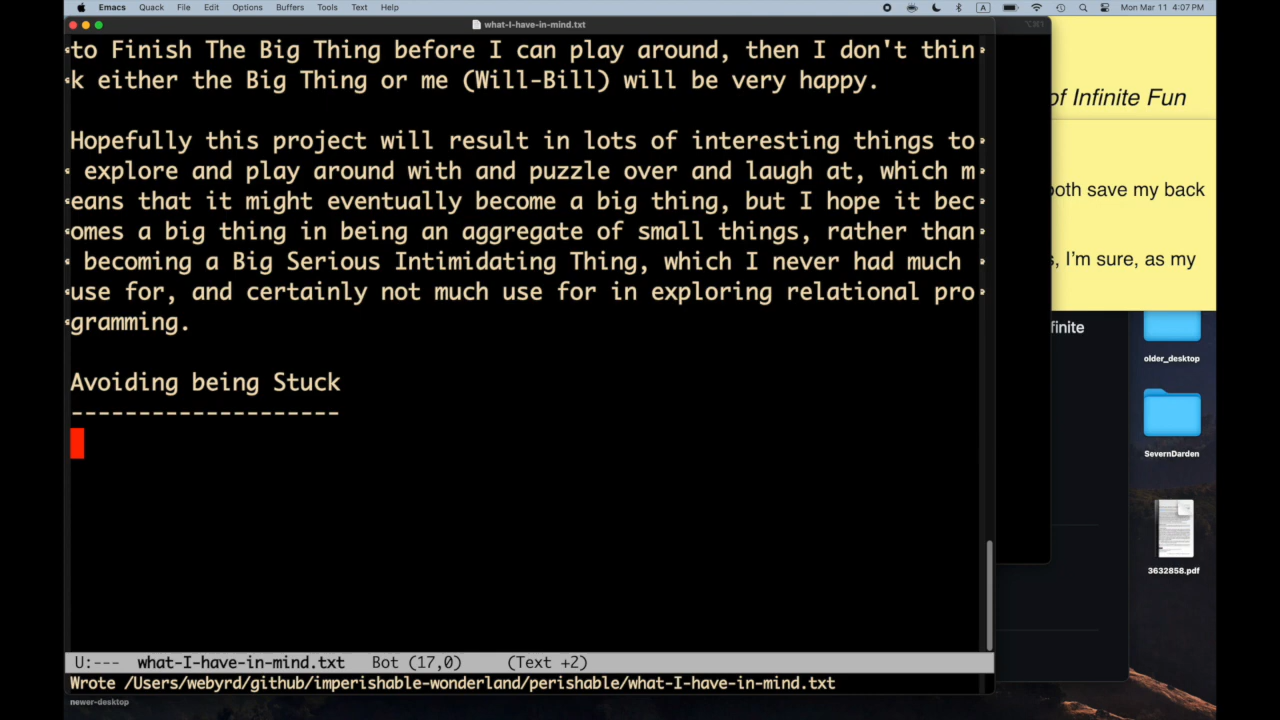 Emacs Quack File Edit Options Buffers Tools Text Help
A Mon Mar 11 4:07 PM
what-I-have-in-mind.txt
to Finish The Big Thing before I can play around, then I don't thin
k either the Big Thing or me (Will-Bill) will be very happy.
Hopefully this project will result in lots of interesting things to
explore and play around with and puzzle over and laugh at, which m
eans that it might eventually become a big thing, but I hope it bec
omes a big thing in being an aggregate of small things, rather than
becoming a Big Serious Intimidating Thing, which I never had much
use for, and certainly not much use for in exploring relational pro
gramming.
Avoiding being Stuck
--------------------
U:--- what-I-have-in-mind.txt Bot (17,0) (Text +2)
Wrote /Users/webyrd/github/imperishable-wonderland/perishable/what-I-have-in-mind.txt
newer-desktop
of Infinite Fun
both save my back
s, I'm sure, as my
finite
older_desktop
SevernDarden
3632858.pdf